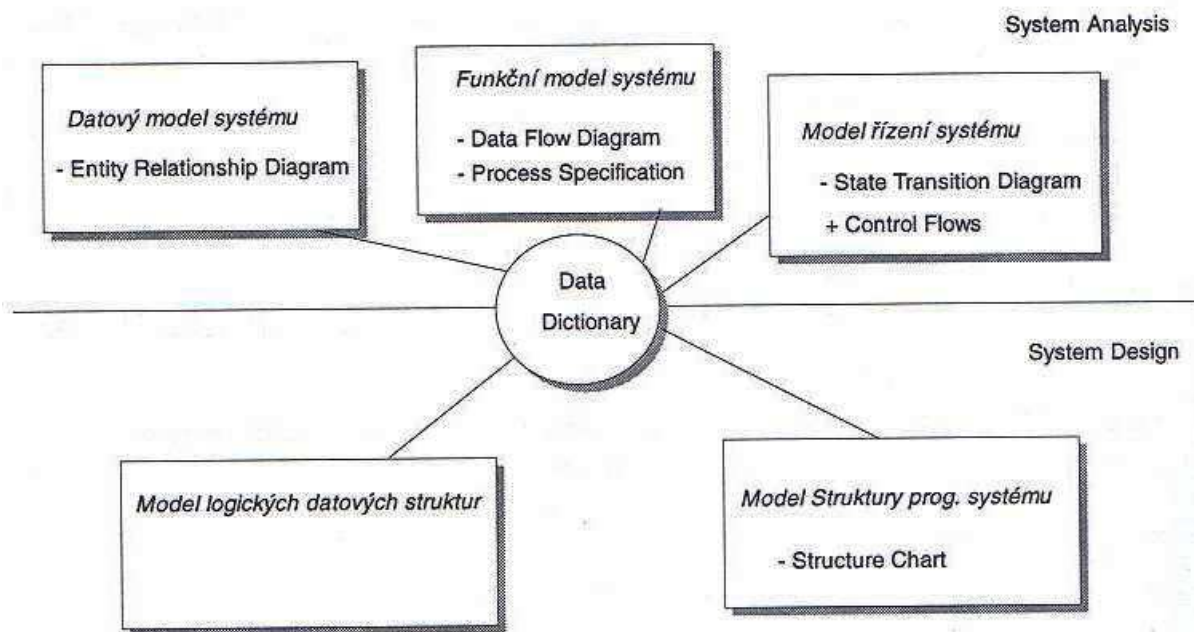 System Analysis
Datový model systému
- Entity Relationship Diagram
Funkční model systému
- Data Flow Diagram
- Process Specification
Model řízení systému
- State Transition Diagram
+ Control Flows
Data
Dictionary
System Design
Model logických datových struktur
Model Struktury prog. systému
- Structure Chart